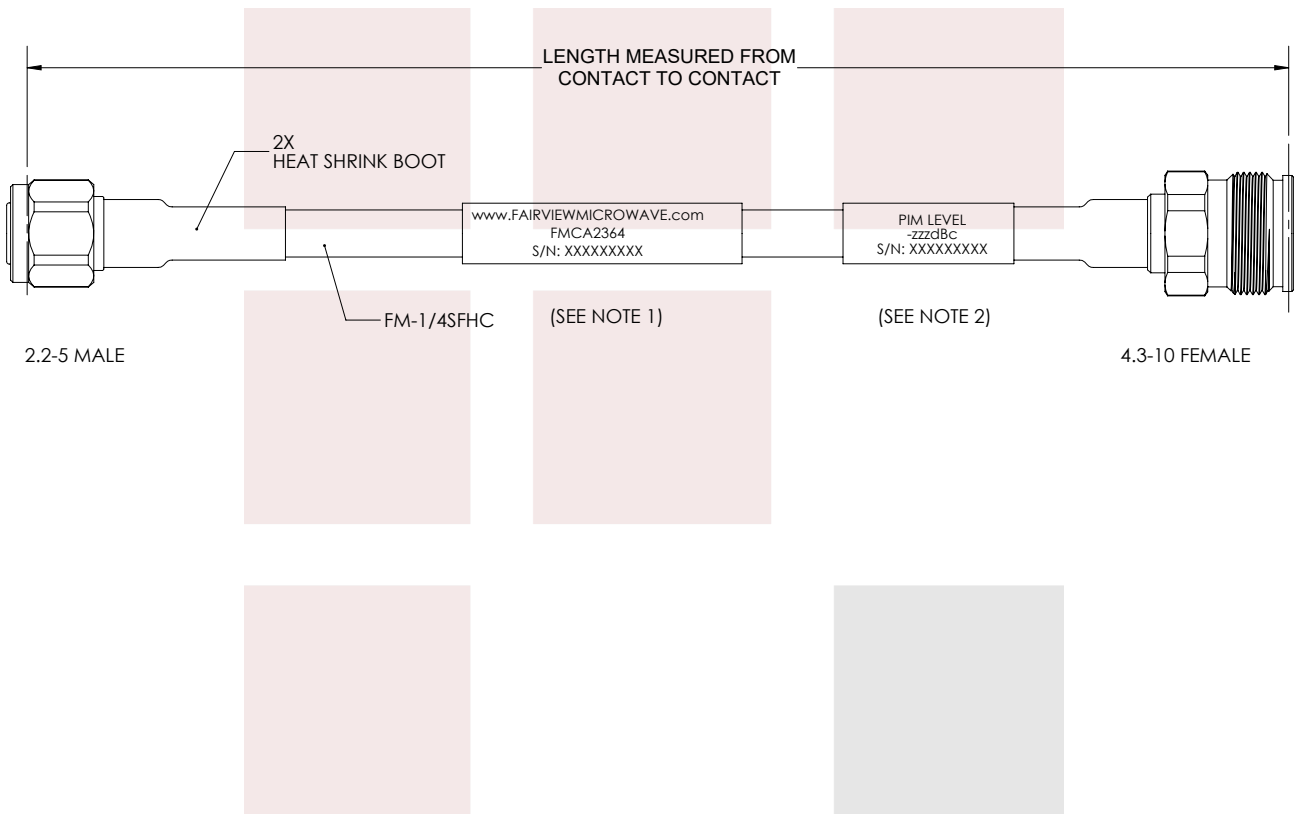 LENGTH MEASURED FROM
CONTACT TO CONTACT
2X
HEAT SHRINK BOOT
www.FAIRVIEWMICROWAVE.com
FMCA2364
S/N: XXXXXXXXX
PIM LEVEL
-zzzdBc
S/N: XXXXXXXXX
FM-1/4SFHC
(SEE NOTE 1)
(SEE NOTE 2)
2.2-5 MALE
4.3-10 FEMALE